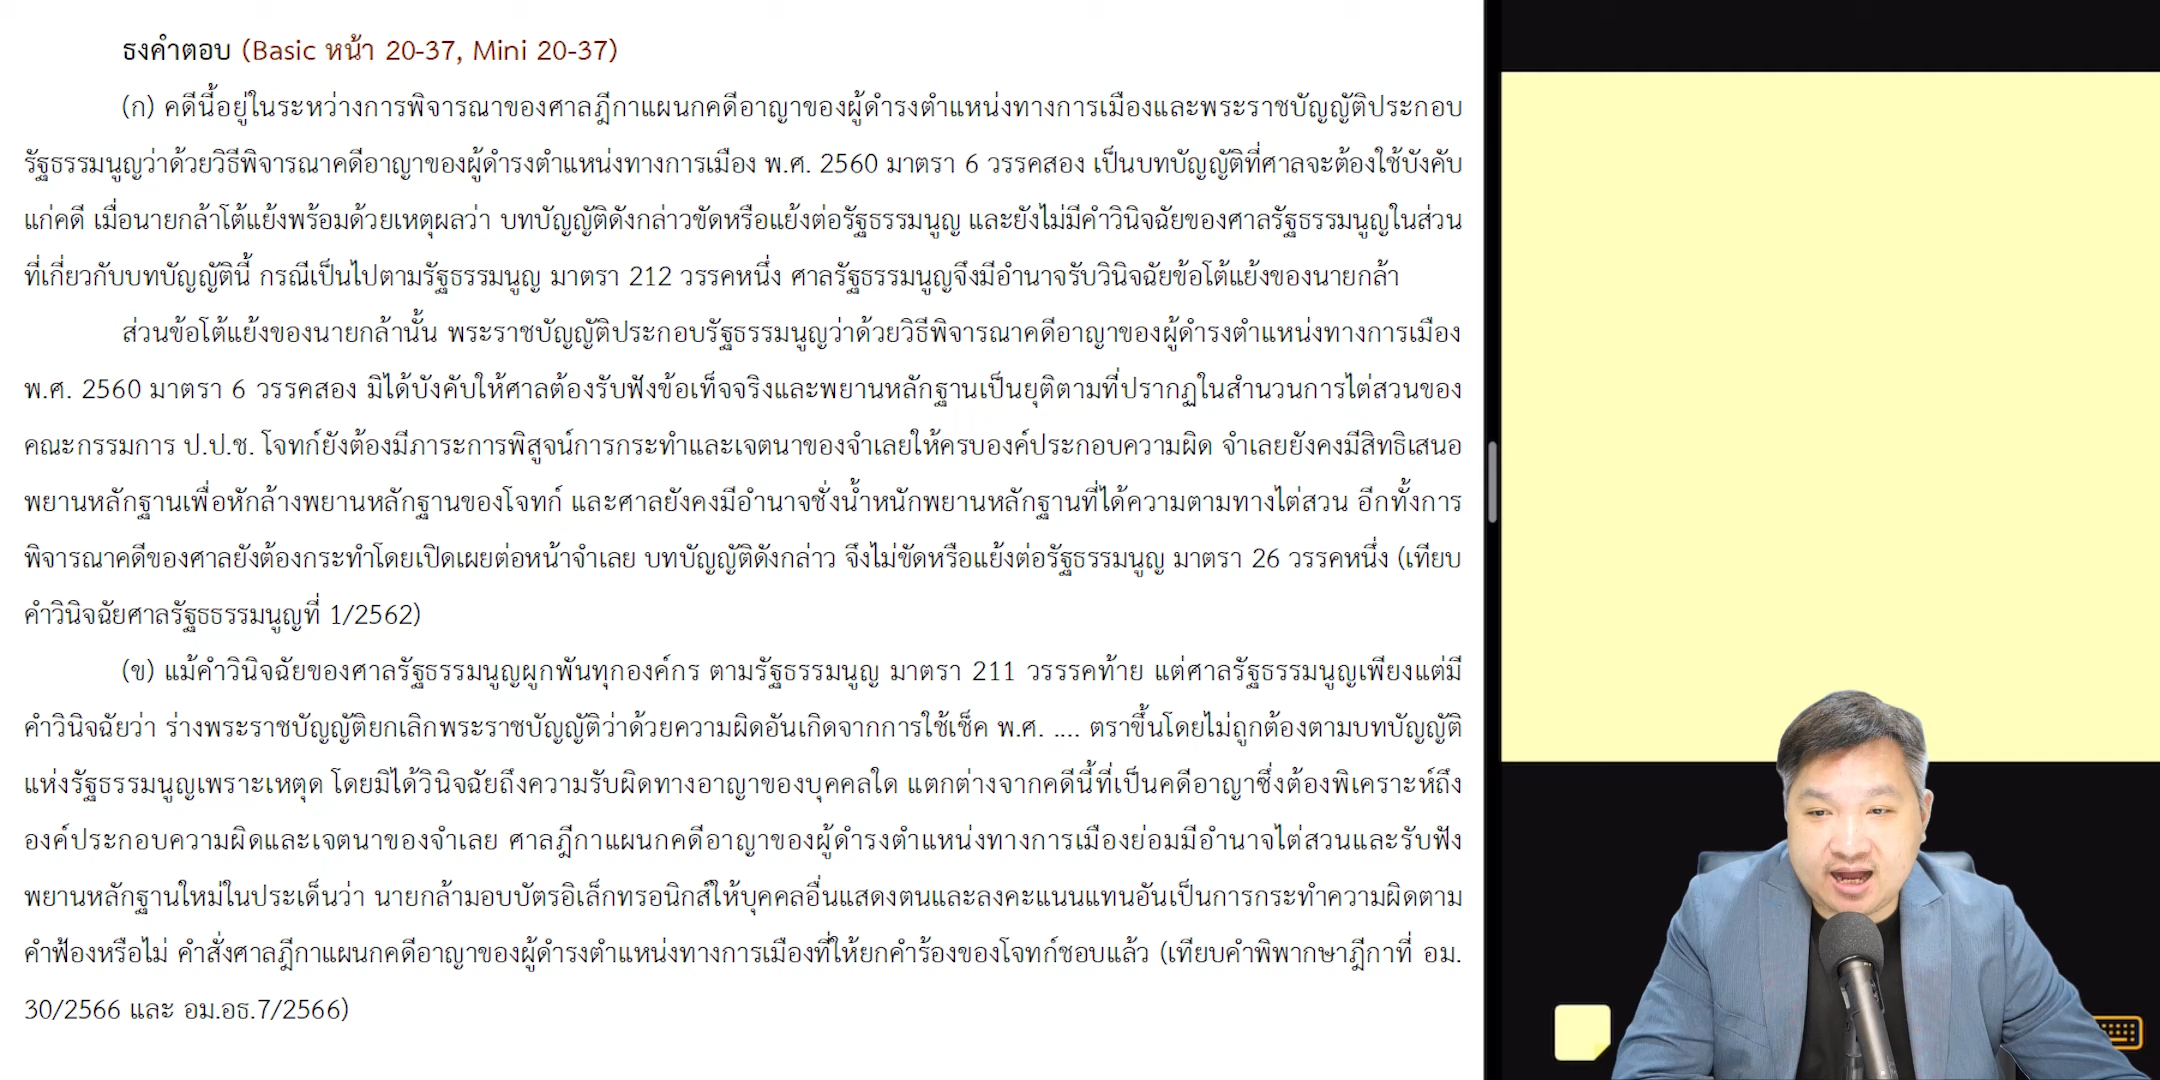 ธงคำตอบ (Basic หน้า 20-37, Mini 20-37)
(ก) คดีนี้อยู่ในระหว่างการพิจารณาของศาลฎีกาแผนกคดีอาญาของผู้ดำรงตำแหน่งทางการเมืองและพระราชบัญญัติประกอบ
รัฐธรรมนูญว่าด้วยวิธีพิจารณาคดีอาญาของผู้ดำรงตำแหน่งทางการเมือง พ.ศ. 2560 มาตรา 6 วรรคสอง เป็นบทบัญญัติที่ศาลจะต้องใช้บังคับ
แก่คดี เมื่อนายกล้าโต้แย้งพร้อมด้วยเหตุผลว่า บทบัญญัติดังกล่าวขัดหรือแย้งต่อรัฐธรรมนูญ และยังไม่มีคำวินิจฉัยของศาลรัฐธรรมนูญในส่วน
ที่เกี่ยวกับบทบัญญัตินี้ กรณีเป็นไปตามรัฐธรรมนูญ มาตรา 212 วรรคหนึ่ง ศาลรัฐธรรมนูญจึงมีอำนาจรับวินิจฉัยข้อโต้แย้งของนายกล้า
ส่วนข้อโต้แย้งของนายกล้านั้น พระราชบัญญัติประกอบรัฐธรรมนูญว่าด้วยวิธีพิจารณาคดีอาญาของผู้ดำรงตำแหน่งทางการเมือง
พ.ศ. 2560 มาตรา 6 วรรคสอง มิได้บังคับให้ศาลต้องรับฟังข้อเท็จจริงและพยานหลักฐานเป็นยุติตามที่ปรากฏในสำนวนการไต่สวนของ
คณะกรรมการ ป.ป.ช. โจทก์ยังต้องมีภาระการพิสูจน์การกระทำและเจตนาของจำเลยให้ครบองค์ประกอบความผิด จำเลยยังคงมีสิทธิเสนอ
พยานหลักฐานเพื่อหักล้างพยานหลักฐานของโจทก์ และศาลยังคงมีอำนาจชั่งน้ำหนักพยานหลักฐานที่ได้ความตามทางไต่สวน อีกทั้งการ
พิจารณาคดีของศาลยังต้องกระทำโดยเปิดเผยต่อหน้าจำเลย บทบัญญัติดังกล่าว จึงไม่ขัดหรือแย้งต่อรัฐธรรมนูญ มาตรา 26 วรรคหนึ่ง (เทียบ
คำวินิจฉัยศาลรัฐธธรรมนูญที่ 1/2562)
(ข) แม้คำวินิจฉัยของศาลรัฐธรรมนูญผูกพันทุกองค์กร ตามรัฐธรรมนูญ มาตรา 211 วรรรคท้าย แต่ศาลรัฐธรรมนูญเพียงแต่มี
คำวินิจฉัยว่า ร่างพระราชบัญญัติยกเลิกพระราชบัญญัติว่าด้วยความผิดอันเกิดจากการใช้เช็ค พ.ศ. .... ตราขึ้นโดยไม่ถูกต้องตามบทบัญญัติ
แห่งรัฐธรรมนูญเพราะเหตุด โดยมิได้วินิจฉัยถึงความรับผิดทางอาญาของบุคคลใด แตกต่างจากคดีนี้ที่เป็นคดีอาญาซึ่งต้องพิเคราะห์ถึง
องค์ประกอบความผิดและเจตนาของจำเลย ศาลฎีกาแผนกคดีอาญาของผู้ดำรงตำแหน่งทางการเมืองย่อมมีอำนาจไต่สวนและรับฟัง
พยานหลักฐานใหม่ในประเด็นว่า นายกล้ามอบบัตรอิเล็กทรอนิกส์ให้บุคคลอื่นแสดงตนและลงคะแนนแทนอันเป็นการกระทำความผิดตาม
คำฟ้องหรือไม่ คำสั่งศาลฎีกาแผนกคดีอาญาของผู้ดำรงตำแหน่งทางการเมืองที่ให้ยกคำร้องของโจทก์ชอบแล้ว (เทียบคำพิพากษาฎีกาที่ อม.
30/2566 และ อม.อธ.7/2566)